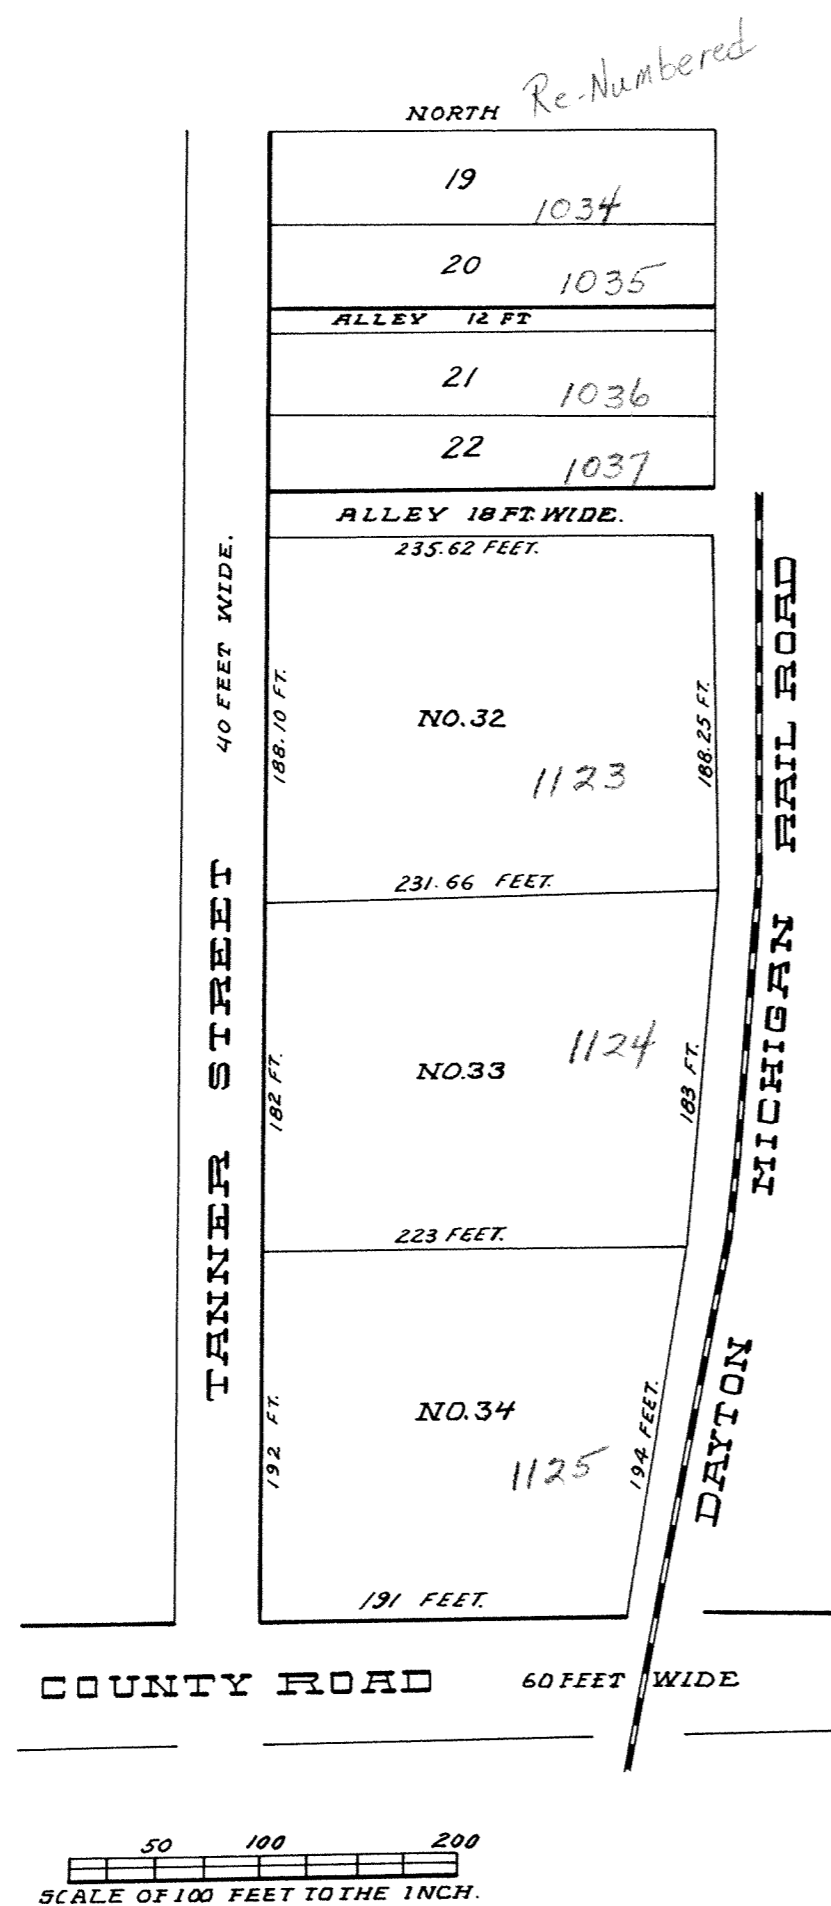 Re-Numbered
NORTH
19
1034
20
1035
ALLEY 12 FT
21
1036
22
1037
ALLEY 18 FT. WIDE.
235.62 FEET.
40 FEET WIDE.
188.10 FT.
NO. 32
188.25 FT.
1123
231.66 FEET.
TANNER STREET
DAYTON MICHIGAN RAIL ROAD
182 FT.
NO. 33
1124
183 FT.
223 FEET.
192 FT.
NO. 34
1125
194 FEET.
191 FEET.
COUNTY ROAD 60 FEET WIDE
50 100 200
SCALE OF 100 FEET TO THE INCH.